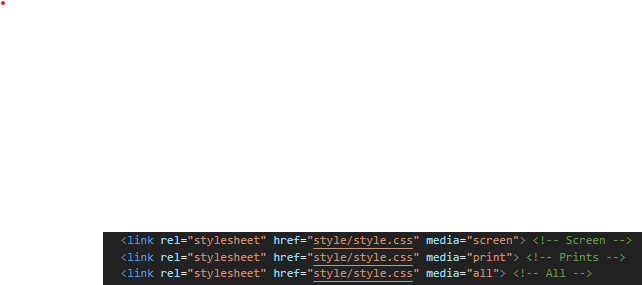 <link rel="stylesheet" href="style/style.css" media="screen"> <!-- Screen -->
<link rel="stylesheet" href="style/style.css" media="print"> <!-- Prints -->
<link rel="stylesheet" href="style/style.css" media="all"> <!-- All -->